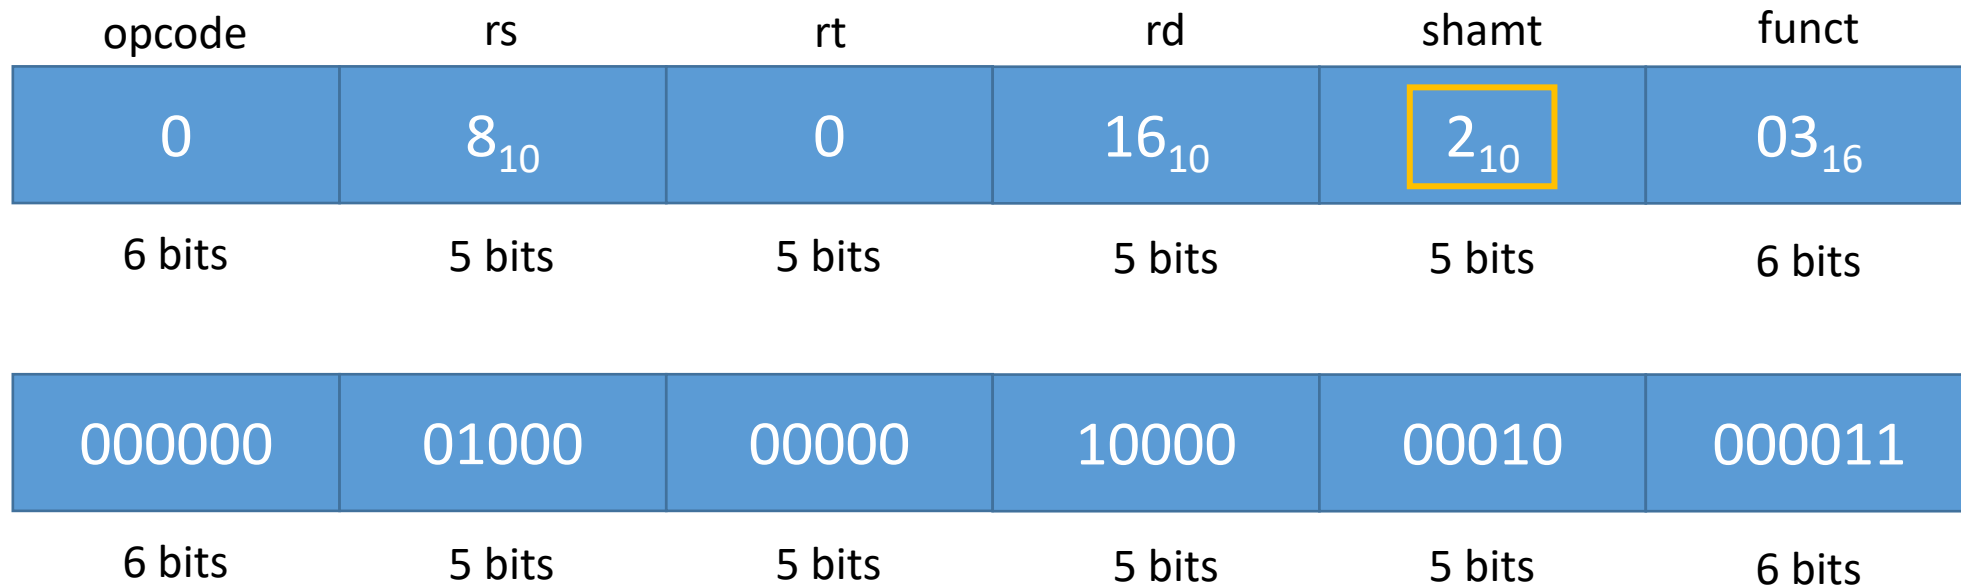 opcode rs rt rd shamt funct
0 8₁₀ 0 16₁₀ 2₁₀ 03₁₆
6 bits 5 bits 5 bits 5 bits 5 bits 6 bits
000000 01000 00000 10000 00010 000011
6 bits 5 bits 5 bits 5 bits 5 bits 6 bits